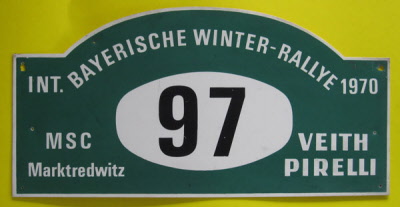 INT. BAYERISCHE WINTER-RALLYE 1970
97
MSC
Marktredwitz
VEITH
PIRELLI